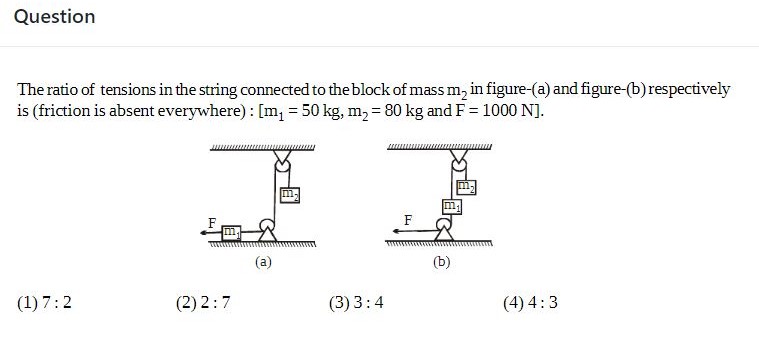 Question
The ratio of tensions in the string connected to the block of mass m₂ in figure-(a) and figure-(b) respectively
is (friction is absent everywhere) : [m₁ = 50 kg, m₂ = 80 kg and F = 1000 N].
m₂
F
m₁
(a)
m₂
m₁
F
(b)
(1) 7 : 2 (2) 2 : 7 (3) 3 : 4 (4) 4 : 3